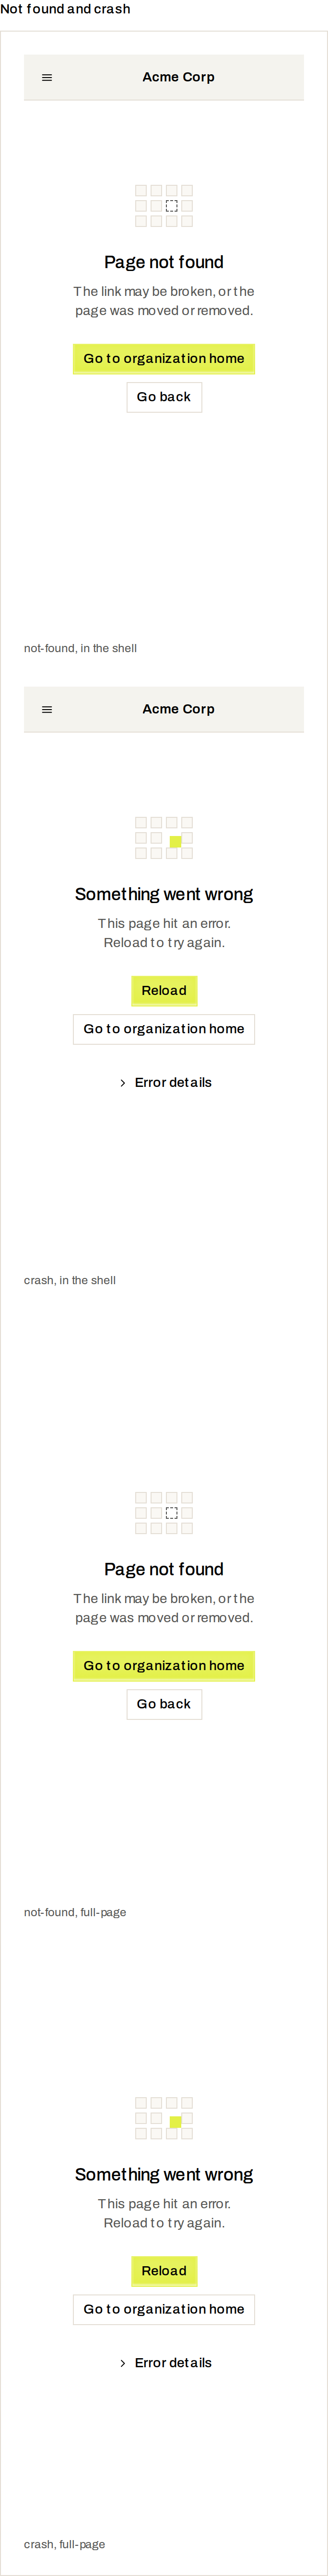 Not found and crash
Acme Corp
Page not found
The link may be broken, or the
page was moved or removed.
Go to organization home
Go back
not-found, in the shell
Acme Corp
Something went wrong
This page hit an error.
Reload to try again.
Reload
Go to organization home
Error details
crash, in the shell
Page not found
The link may be broken, or the
page was moved or removed.
Go to organization home
Go back
not-found, full-page
Something went wrong
This page hit an error.
Reload to try again.
Reload
Go to organization home
Error details
crash, full-page